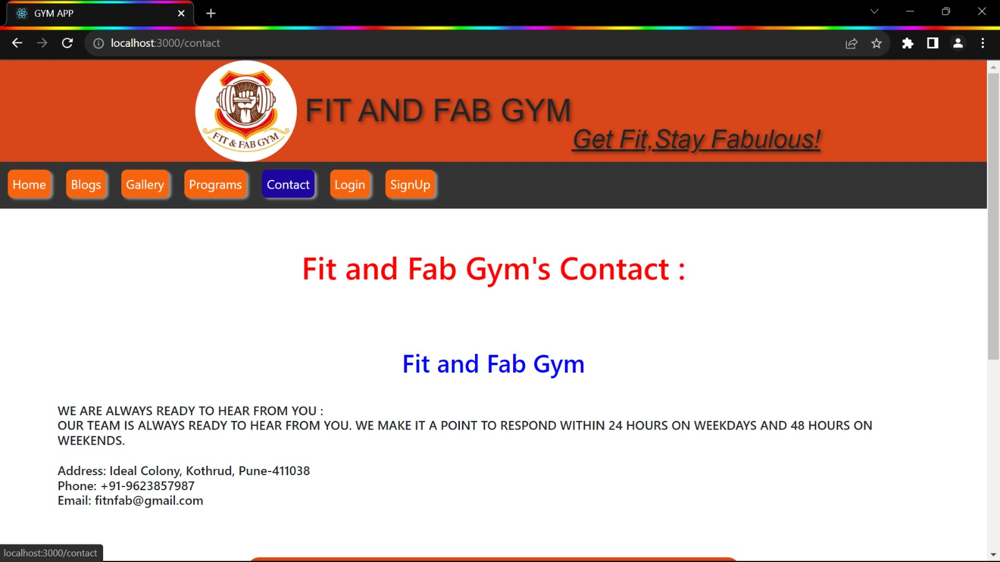 GYM APP
localhost:3000/contact
FIT & FAB GYM
FIT AND FAB GYM
Get Fit,Stay Fabulous!
Home Blogs Gallery Programs Contact Login SignUp
Fit and Fab Gym's Contact :
Fit and Fab Gym
WE ARE ALWAYS READY TO HEAR FROM YOU :
OUR TEAM IS ALWAYS READY TO HEAR FROM YOU. WE MAKE IT A POINT TO RESPOND WITHIN 24 HOURS ON WEEKDAYS AND 48 HOURS ON
WEEKENDS.
Address: Ideal Colony, Kothrud, Pune-411038
Phone: +91-9623857987
Email: fitnfab@gmail.com
localhost:3000/contact